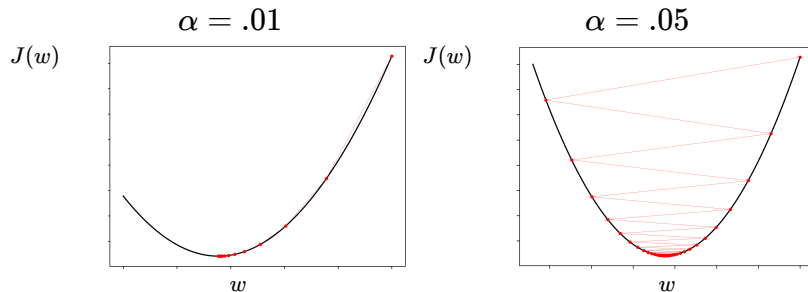 α = .01
α = .05
J(w)
J(w)
w
w